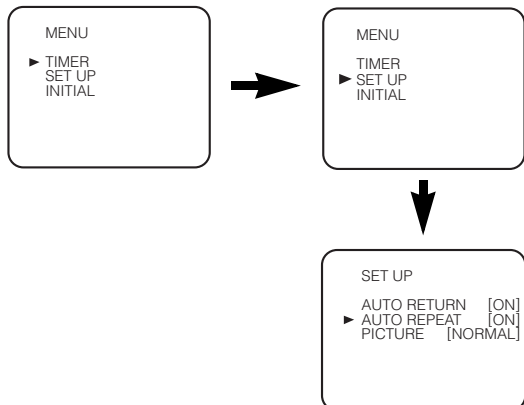 MENU
TIMER
SET UP
INITIAL
MENU
TIMER
SET UP
INITIAL
SET UP
AUTO RETURN [ON]
AUTO REPEAT [ON]
PICTURE [NORMAL]